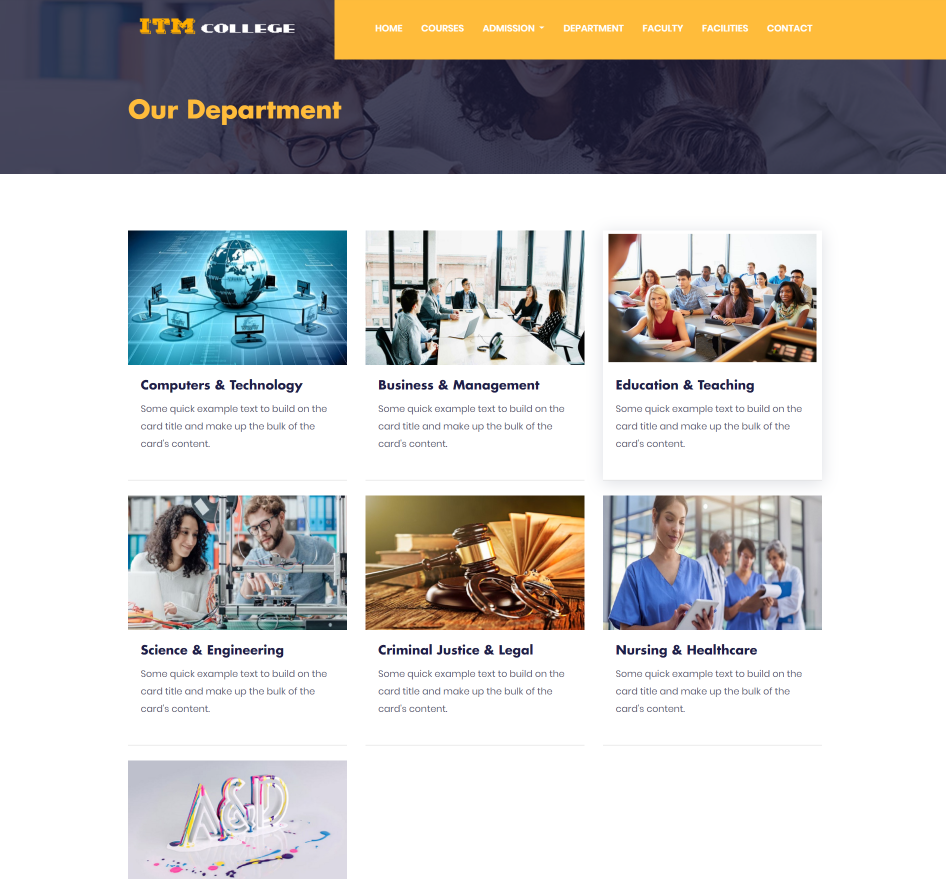 ITM COLLEGE
HOME COURSES ADMISSION DEPARTMENT FACULTY FACILITIES CONTACT
Our Department
Computers & Technology
Some quick example text to build on the
card title and make up the bulk of the
card's content.
Business & Management
Some quick example text to build on the
card title and make up the bulk of the
card's content.
Education & Teaching
Some quick example text to build on the
card title and make up the bulk of the
card's content.
Science & Engineering
Some quick example text to build on the
card title and make up the bulk of the
card's content.
Criminal Justice & Legal
Some quick example text to build on the
card title and make up the bulk of the
card's content.
Nursing & Healthcare
Some quick example text to build on the
card title and make up the bulk of the
card's content.
A&D